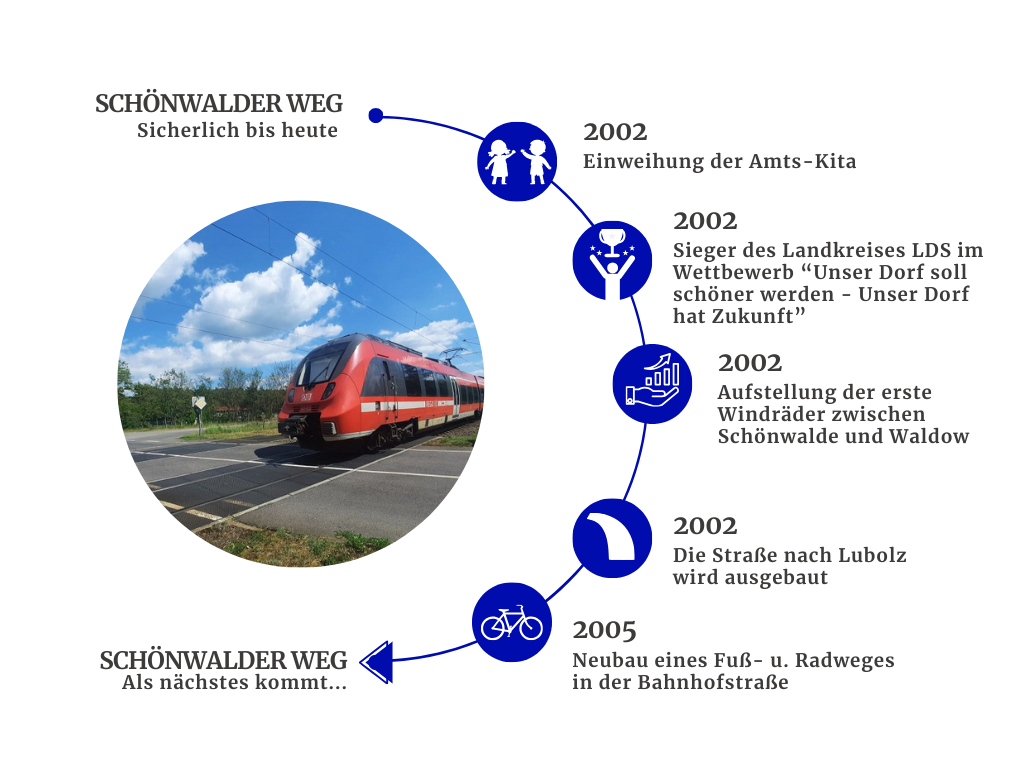 SCHÖNWALDER WEG
Sicherlich bis heute
2002
Einweihung der Amts-Kita
2002
Sieger des Landkreises LDS im
Wettbewerb “Unser Dorf soll
schöner werden - Unser Dorf
hat Zukunft”
2002
Aufstellung der erste
Windräder zwischen
Schönwalde und Waldow
2002
Die Straße nach Lubolz
wird ausgebaut
2005
Neubau eines Fuß- u. Radweges
in der Bahnhofstraße
SCHÖNWALDER WEG
Als nächstes kommt...